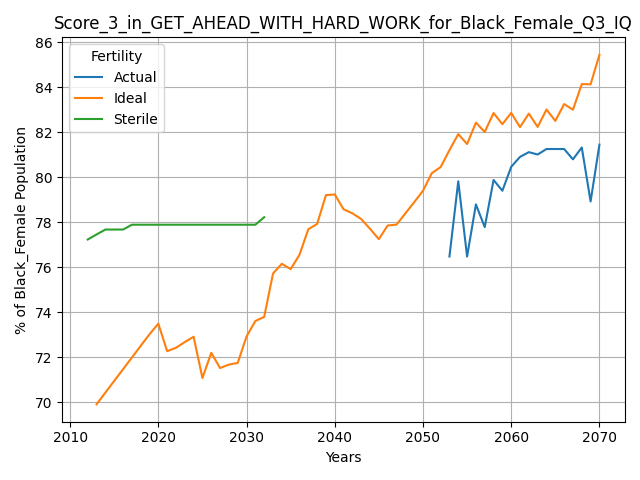 Score_3_in_GET_AHEAD_WITH_HARD_WORK_for_Black_Female_Q3_IQ
86
84
82
80
78
76
74
72
70
% of Black_Female Population
Fertility
Actual
Ideal
Sterile
2010
2020
2030
2040
2050
2060
2070
Years